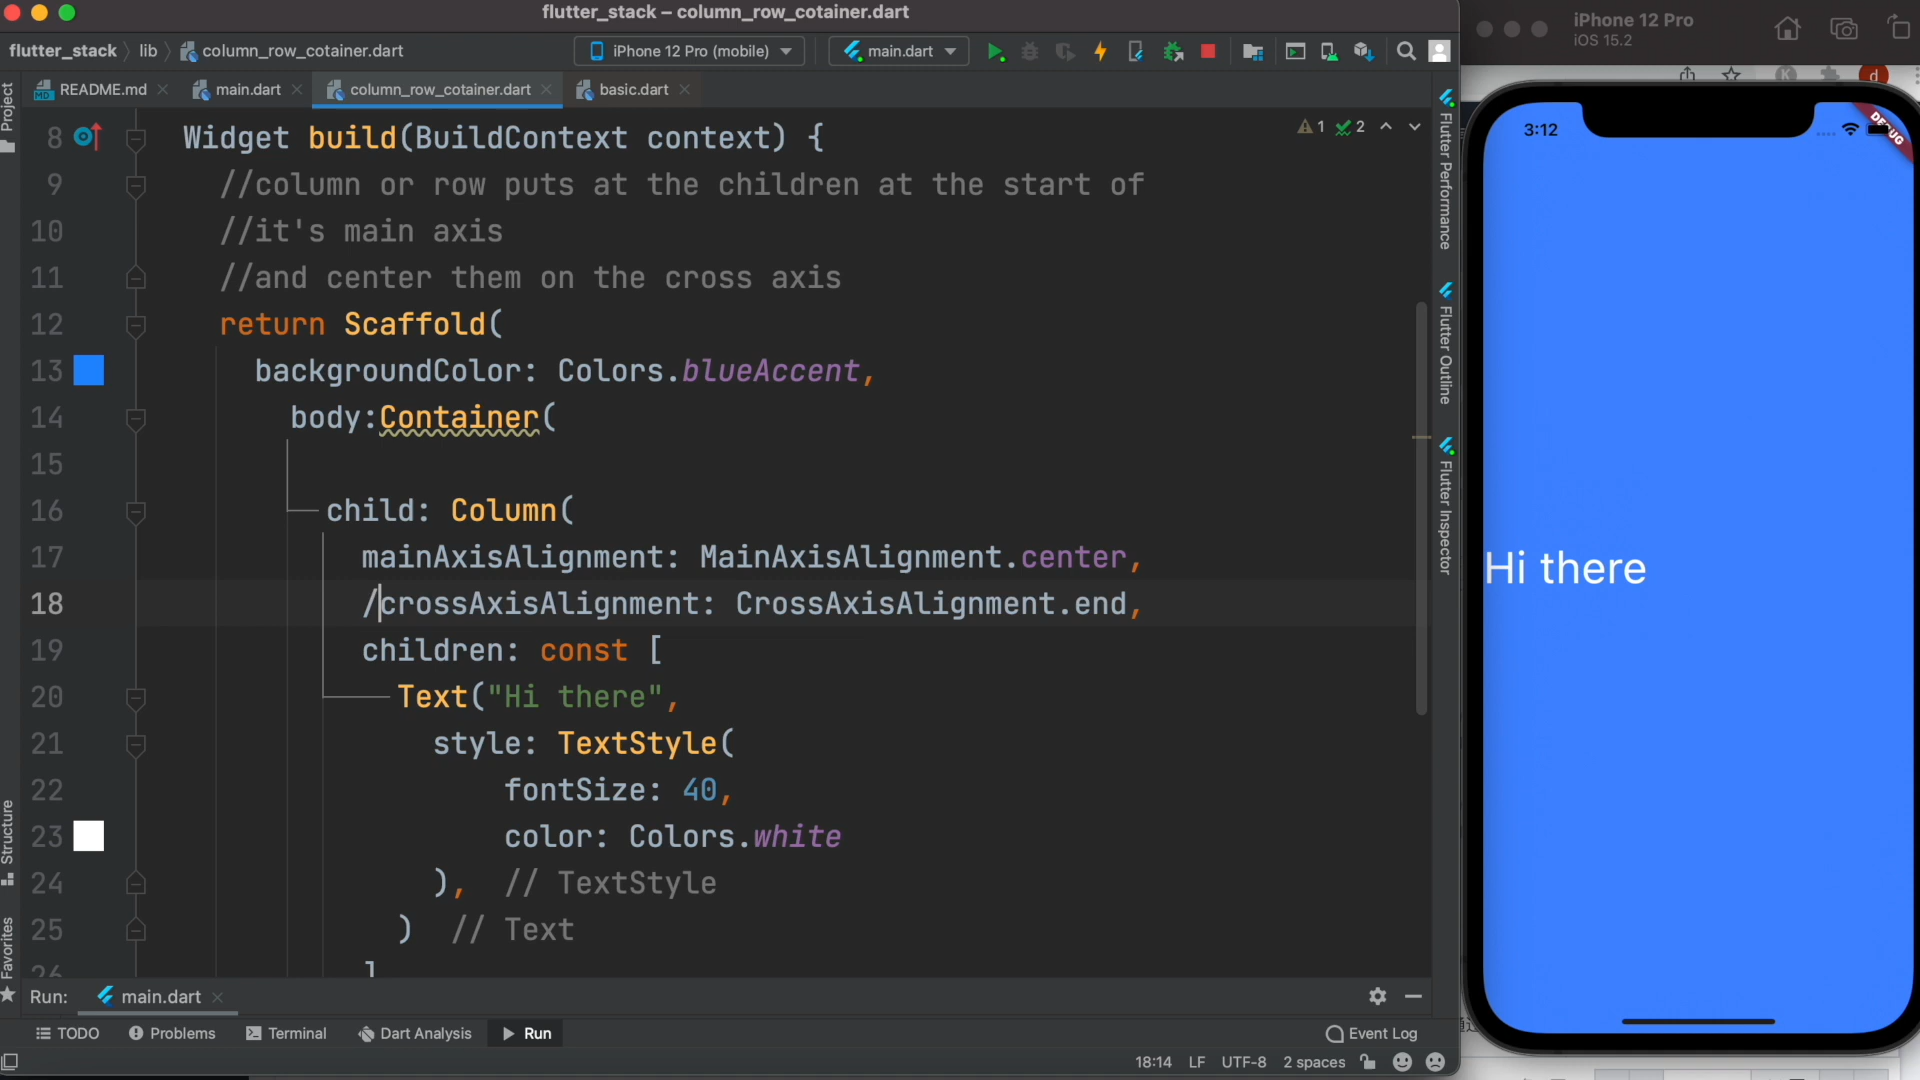 flutter_stack – column_row_cotainer.dart
flutter_stack lib column_row_cotainer.dart
iPhone 12 Pro (mobile) main.dart
README.md main.dart column_row_cotainer.dart basic.dart
Project
Structure
Favorites
1 2
8 Widget build(BuildContext context) {
9 //column or row puts at the children at the start of
10 //it's main axis
11 //and center them on the cross axis
12 return Scaffold(
13 backgroundColor: Colors.blueAccent,
14 body:Container(
15
16 child: Column(
17 mainAxisAlignment: MainAxisAlignment.center,
18 /crossAxisAlignment: CrossAxisAlignment.end,
19 children: const [
20 Text("Hi there",
21 style: TextStyle(
22 fontSize: 40,
23 color: Colors.white
24 ), // TextStyle
25 ) // Text
26 ]
Flutter Performance
Flutter Outline
Flutter Inspector
Run: main.dart
TODO Problems Terminal Dart Analysis Run Event Log
18:14 LF UTF-8 2 spaces
iPhone 12 Pro
iOS 15.2
K d
3:12
DEBUG
Hi there